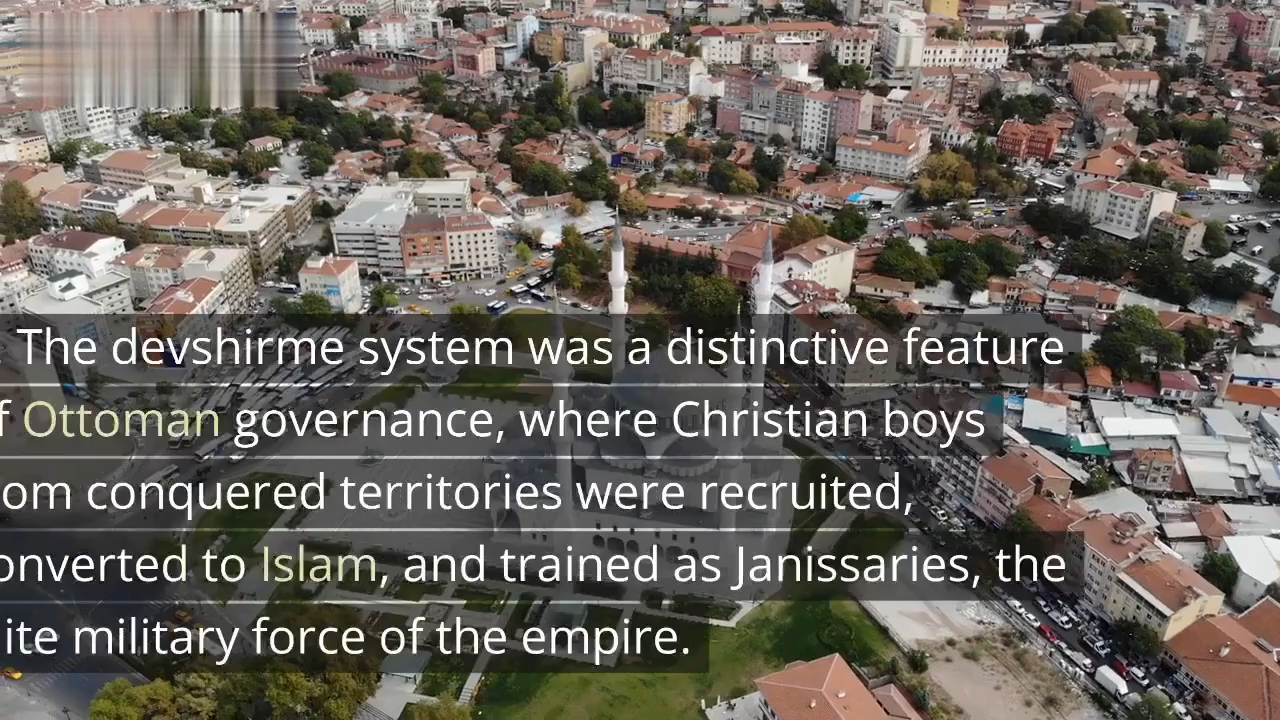 . The devshirme system was a distinctive feature
f Ottoman governance, where Christian boys
om conquered territories were recruited,
onverted to Islam, and trained as Janissaries, the
ite military force of the empire.